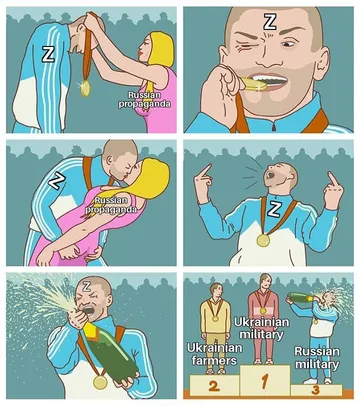 Z
Russian
propaganda
Z
Z
Russian
propaganda
Z
Z
Ukrainian
farmers
Ukrainian
military
Russian
military
2
1
3